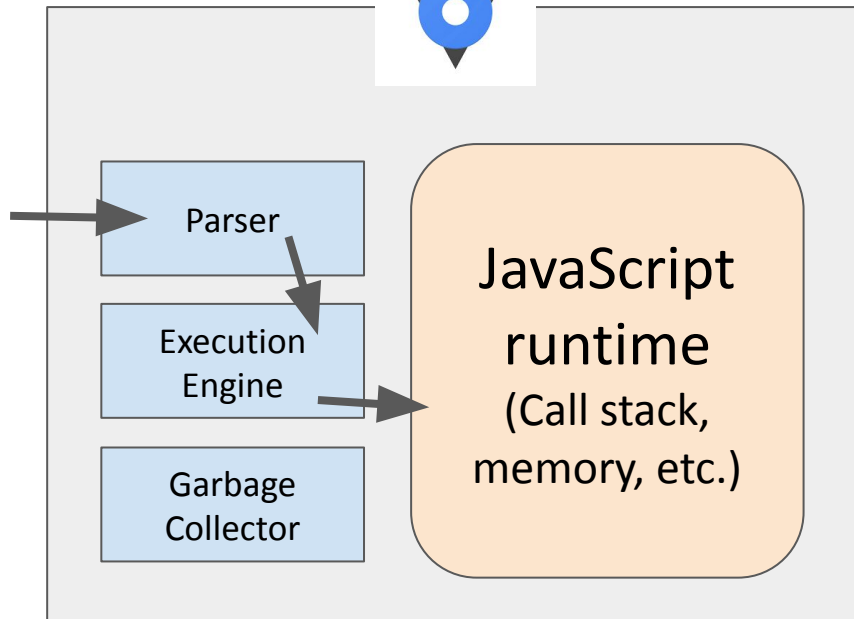 Parser
Execution
Engine
Garbage
Collector
JavaScript
runtime
(Call stack,
memory, etc.)